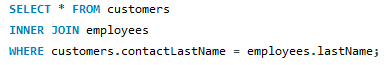 SELECT * FROM customers
INNER JOIN employees
WHERE customers.contactLastName = employees.lastName;